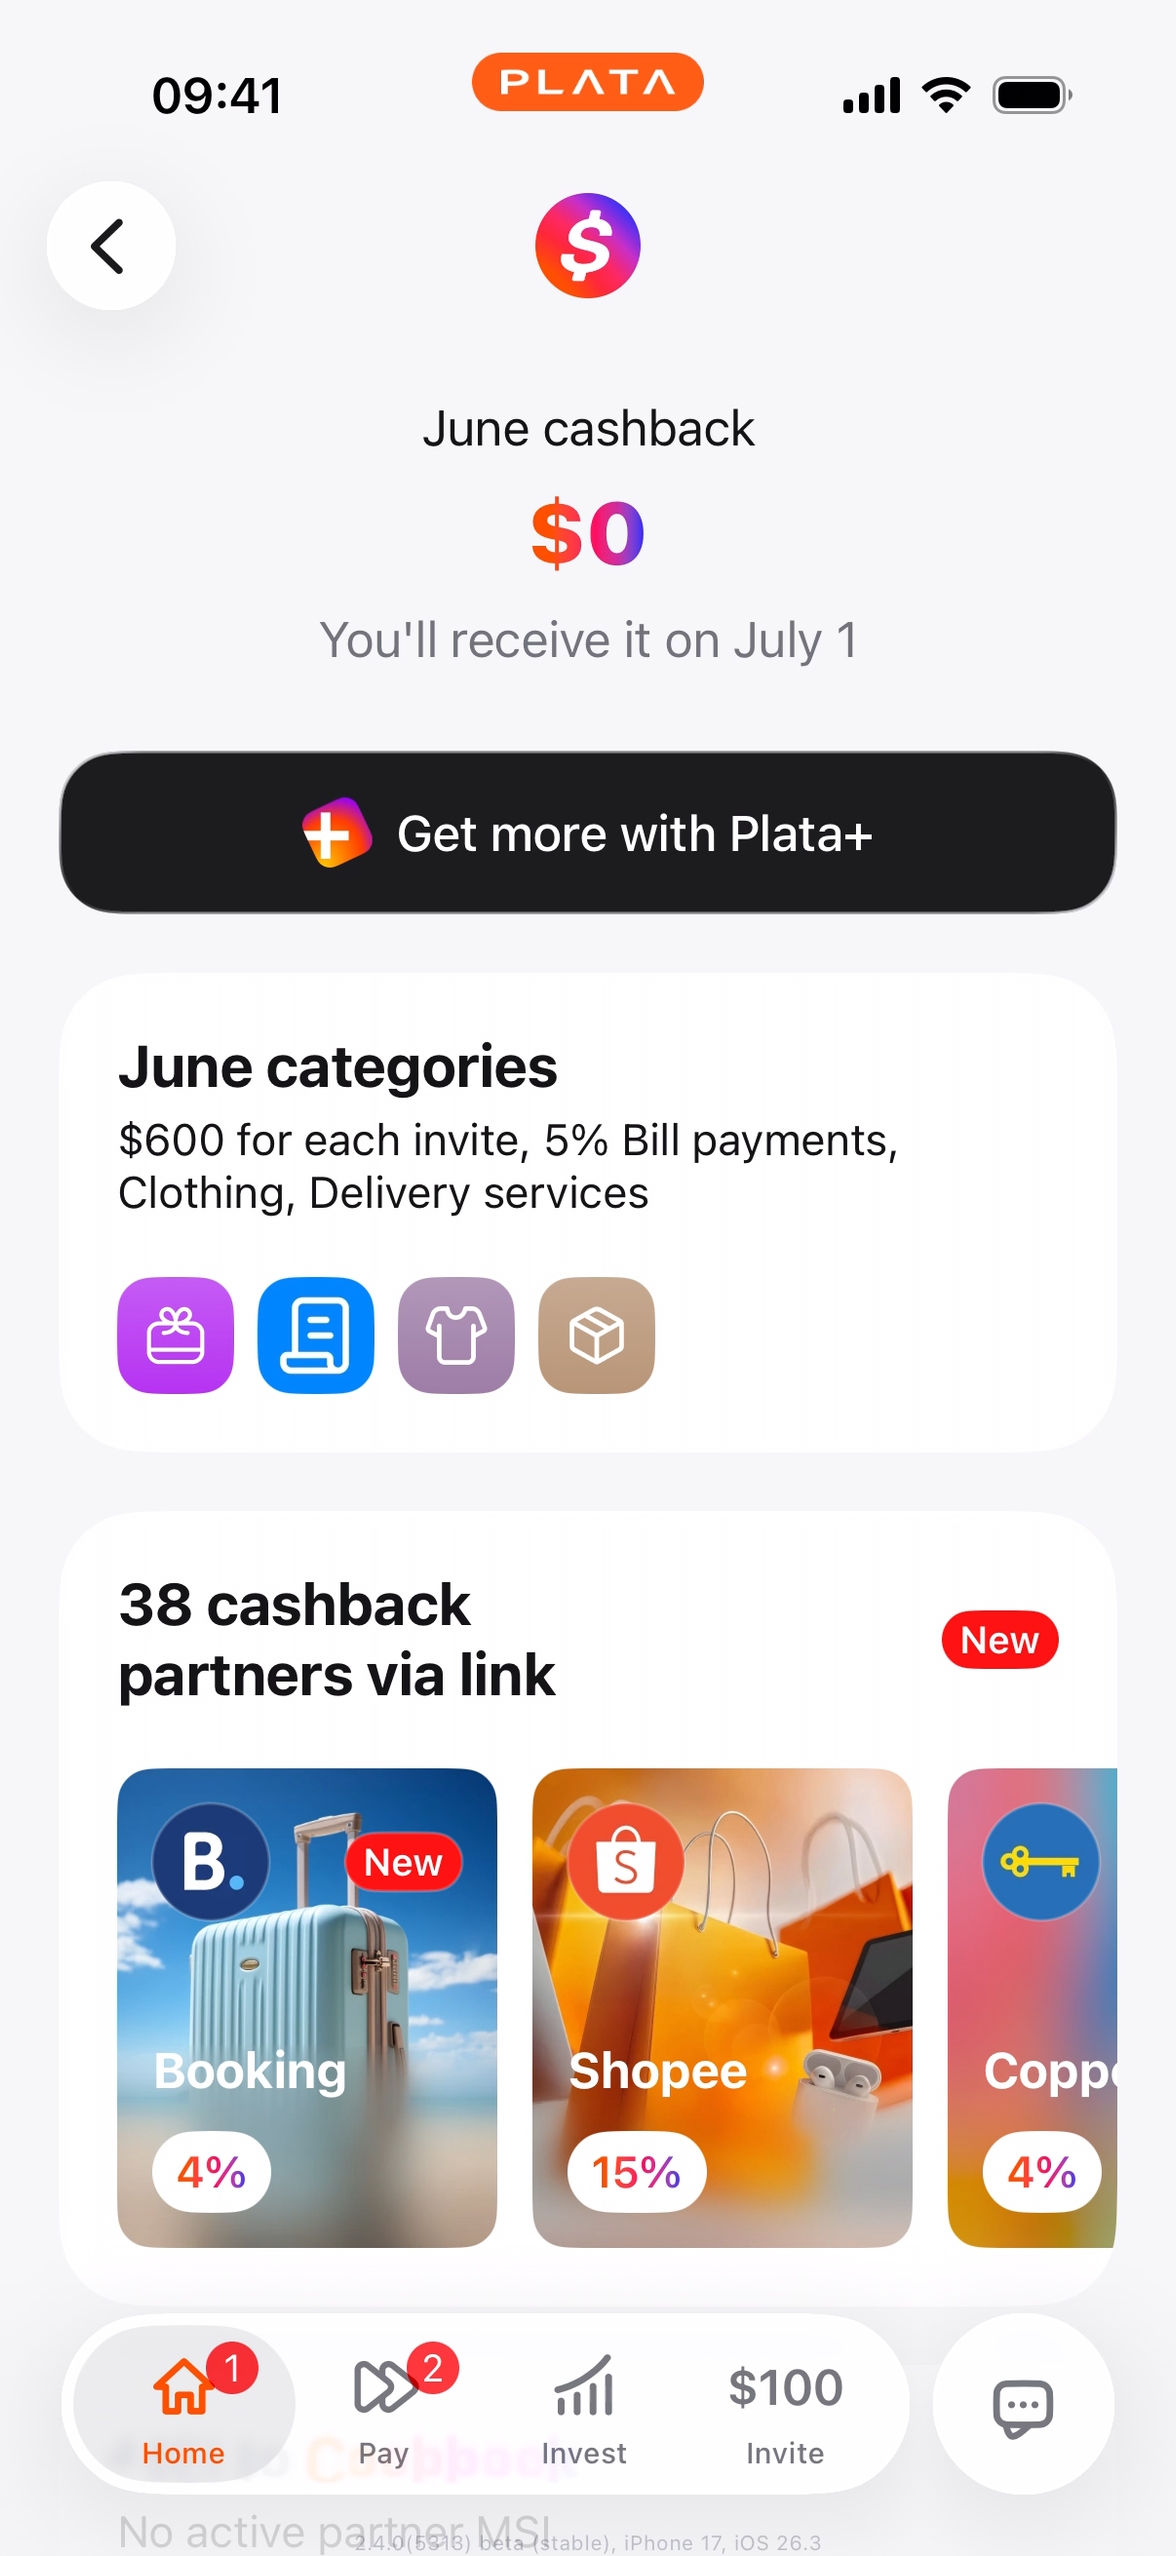 09:41
PLATA
$
June cashback
$0
You'll receive it on July 1
Get more with Plata+
June categories
$600 for each invite, 5% Bill payments,
Clothing, Delivery services
38 cashback
partners via link
New
B.
New
S
Booking
Shopee
Coppe
4%
15%
4%
1
2
$100
Home
Pay
Invest
Invite
No active partner MSI
2.4.0(5313) beta (stable), iPhone 17, iOS 26.3